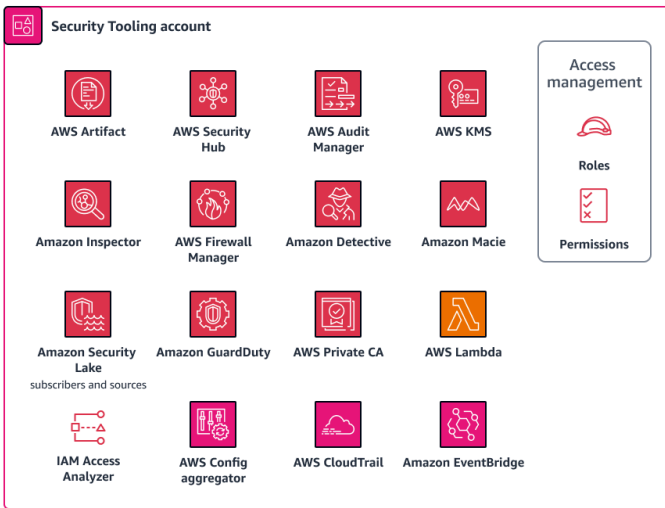 Security Tooling account
Access
management
AWS Artifact
AWS Security
Hub
AWS Audit
Manager
AWS KMS
Roles
Amazon Inspector
AWS Firewall
Manager
Amazon Detective
Amazon Macie
Permissions
Amazon Security
Lake
subscribers and sources
Amazon GuardDuty
AWS Private CA
AWS Lambda
IAM Access
Analyzer
AWS Config
aggregator
AWS CloudTrail
Amazon EventBridge